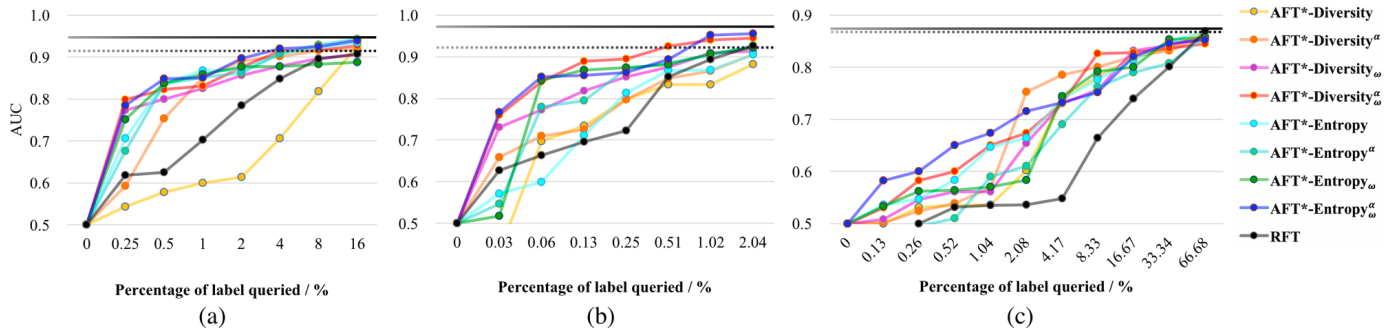 AUC
1.0
0.9
0.8
0.7
0.6
0.5
0 0.25 0.5 1 2 4 8 16
Percentage of label queried / %
(a)
1.0
0.9
0.8
0.7
0.6
0.5
0 0.03 0.06 0.13 0.25 0.51 1.02 2.04
Percentage of label queried / %
(b)
0.9
0.8
0.7
0.6
0.5
0 0.13 0.26 0.52 1.04 2.08 4.17 8.33 16.67 33.34 66.68
Percentage of label queried / %
(c)
AFT*-Diversity
AFT*-Diversity^α
AFT*-Diversity_ω
AFT*-Diversity^α_ω
AFT*-Entropy
AFT*-Entropy^α
AFT*-Entropy_ω
AFT*-Entropy^α_ω
RFT